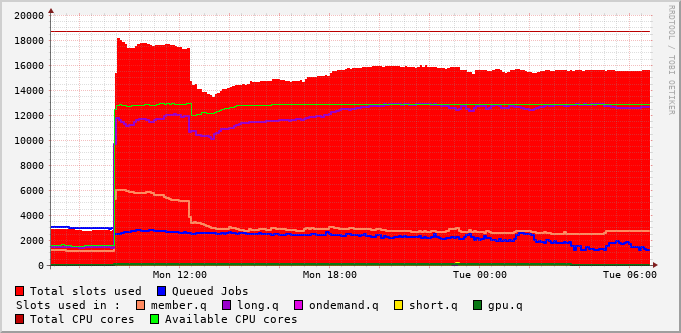 20000
18000
16000
14000
12000
10000
8000
6000
4000
2000
0
Mon 12:00 Mon 18:00 Tue 00:00 Tue 06:00
RRDTOOL / TOBI OETIKER
Total slots used Queued Jobs
Slots used in : member.q long.q ondemand.q short.q gpu.q
Total CPU cores Available CPU cores